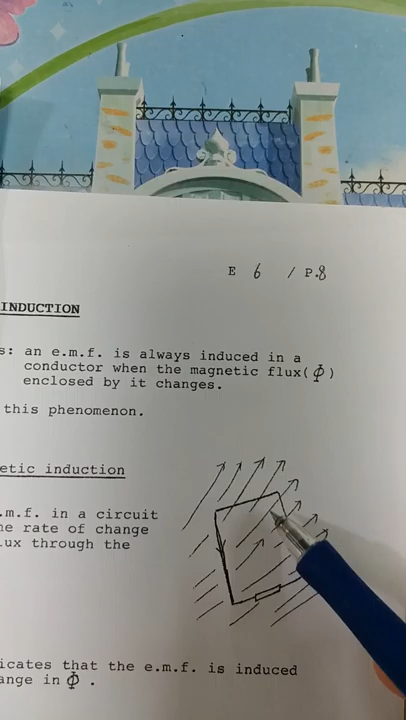 E 6 / P.8
INDUCTION
s: an e.m.f. is always induced in a
conductor when the magnetic flux(Φ)
enclosed by it changes.
this phenomenon.
etic induction
.m.f. in a circuit
he rate of change
lux through the
icates that the e.m.f. is induced
ange in Φ .